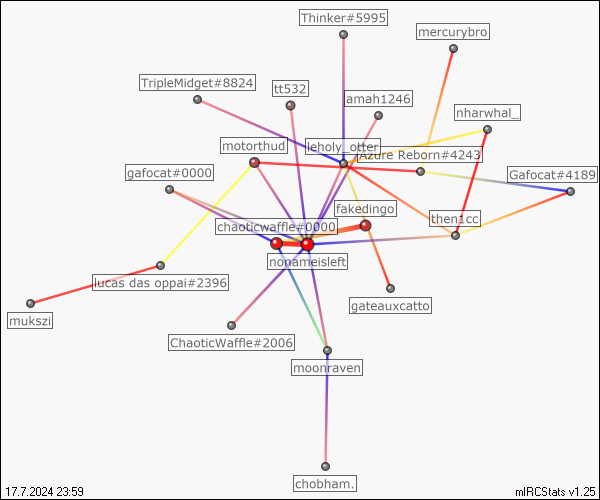 Thinker#5995
mercurybro
TripleMidget#8824
tt532
amah1246
nharwhal_
motorthud
leholy_otter
Azure Reborn#4243
gafocat#0000
Gafocat#4189
fakedingo
then1cc
chaoticwaffle#0000
nonameisleft
lucas das oppai#2396
gateauxcatto
mukszi
ChaoticWaffle#2006
moonraven
chobham.
17.7.2024 23:59
mIRCStats v1.25